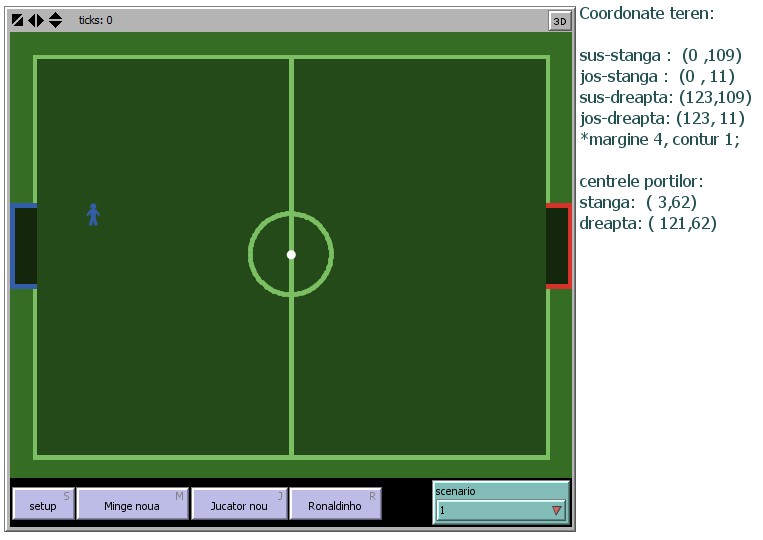 ticks: 0
3D
Coordonate teren:
sus-stanga :  (0 ,109)
jos-stanga :  (0 , 11)
sus-dreapta: (123,109)
jos-dreapta: (123, 11)
*margine 4, contur 1;
centrele portilor:
stanga:  ( 3,62)
dreapta: ( 121,62)
setup S
Minge noua M
Jucator nou J
Ronaldinho R
scenario
1